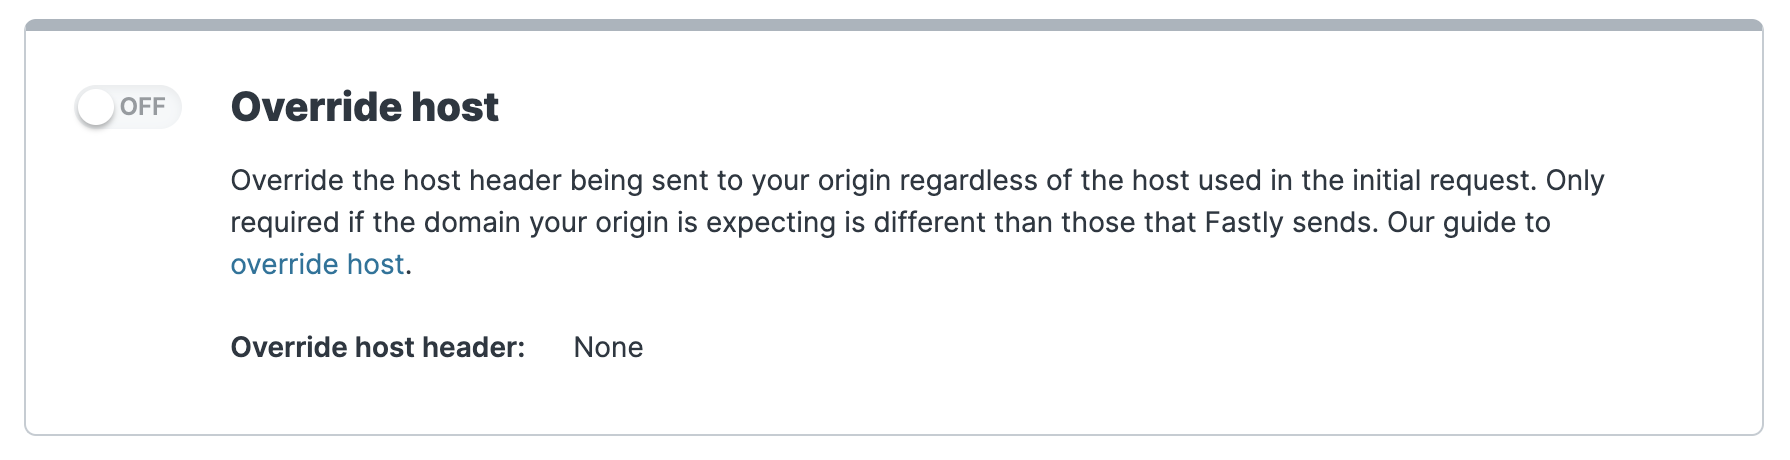 OFF
Override host
Override the host header being sent to your origin regardless of the host used in the initial request. Only
required if the domain your origin is expecting is different than those that Fastly sends. Our guide to
override host.
Override host header: None